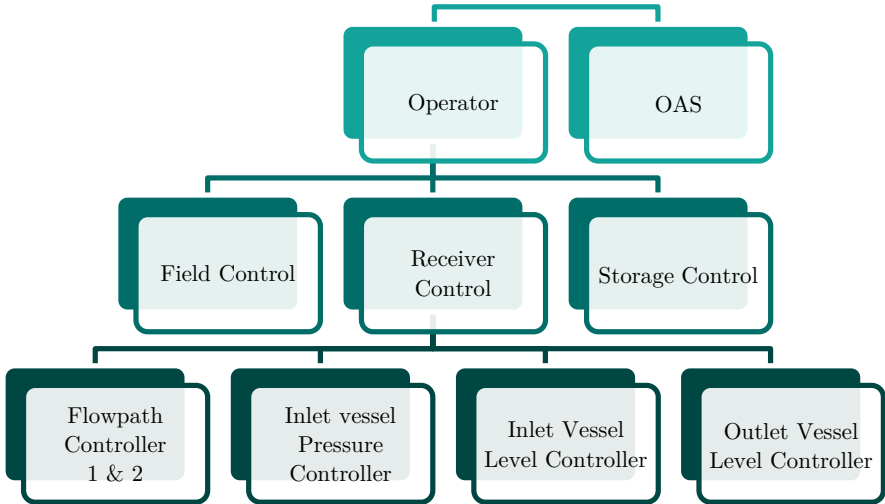 Operator
OAS
Field Control
Receiver
Control
Storage Control
Flowpath
Controller
1 & 2
Inlet vessel
Pressure
Controller
Inlet Vessel
Level Controller
Outlet Vessel
Level Controller